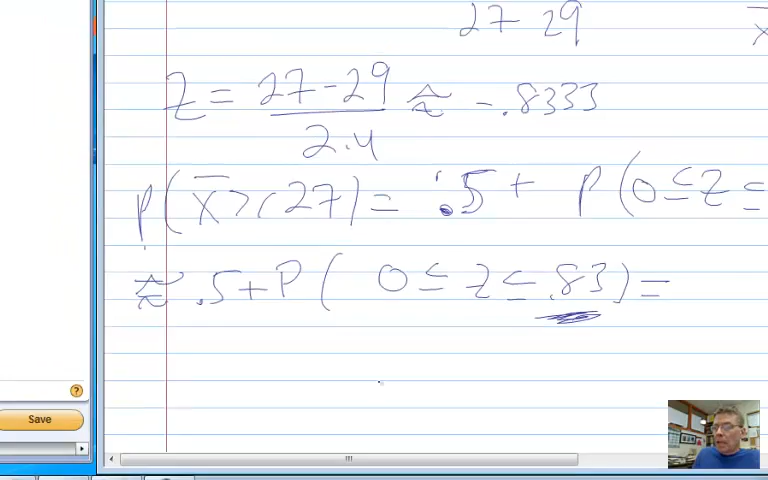 27 29 x̄
Z = 27 - 29 / 2.4 ≈ -.8333
P( x̄ > 27) = .5 + P(0 ≤ Z ≤
≈ .5 + P( 0 ≤ Z ≤ .83) =
?
Save